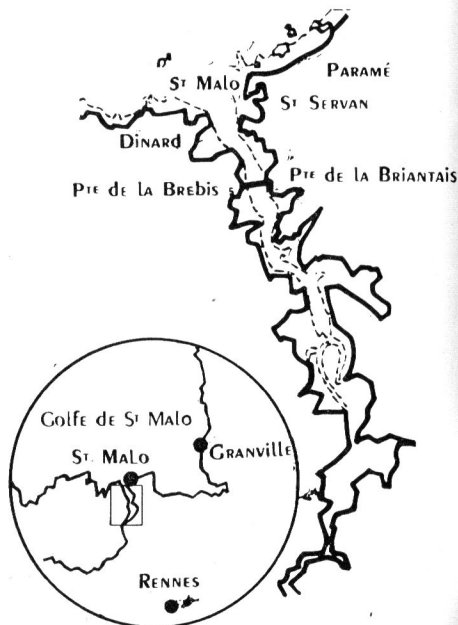 Paramé
St Malo
St Servan
Dinard
Pte de la Briantais
Pte de la Brebis
Golfe de St Malo
Granville
St. Malo
Rennes